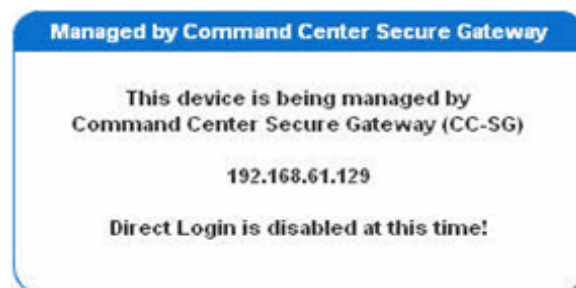 Managed by Command Center Secure Gateway
This device is being managed by
Command Center Secure Gateway (CC-SG)
192.168.61.129
Direct Login is disabled at this time!